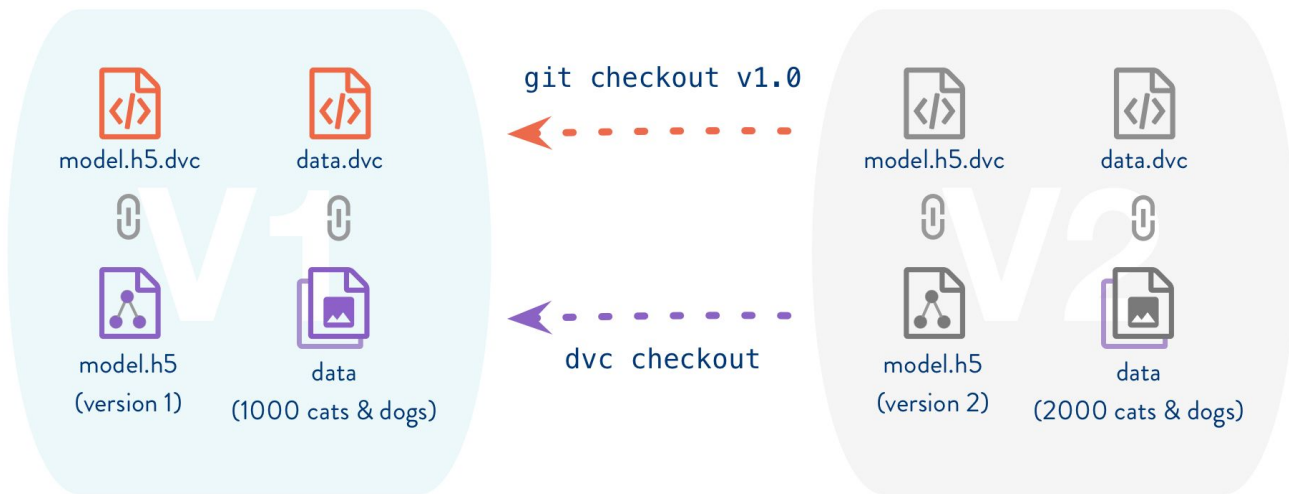 git checkout v1.0
V1
model.h5.dvc
data.dvc
model.h5
(version 1)
data
(1000 cats & dogs)
dvc checkout
V2
model.h5.dvc
data.dvc
model.h5
(version 2)
data
(2000 cats & dogs)